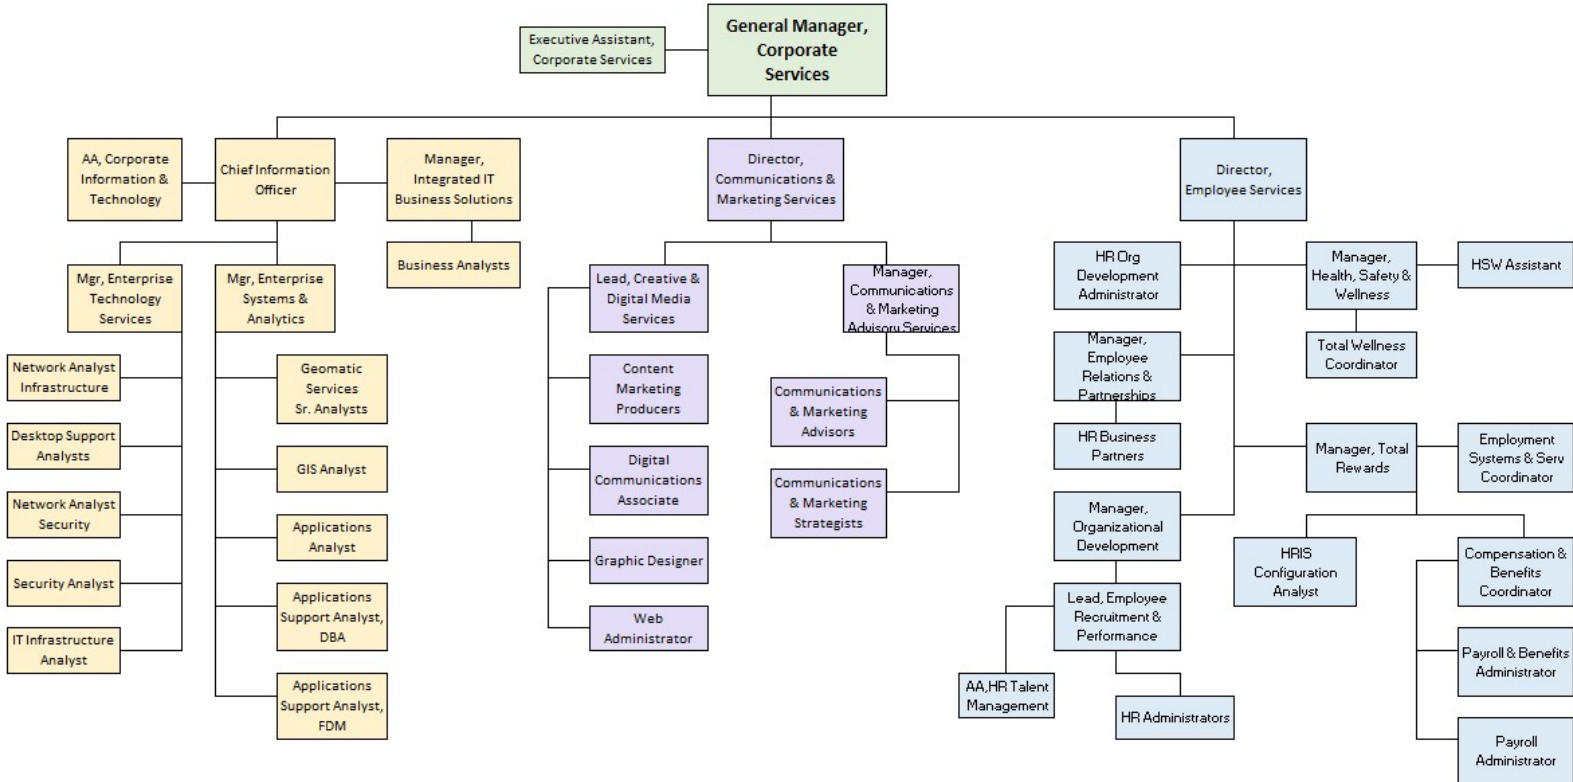 General Manager,
Corporate
Services
Executive Assistant,
Corporate Services
AA, Corporate
Information &
Technology
Chief Information
Officer
Manager,
Integrated IT
Business Solutions
Business Analysts
Mgr, Enterprise
Technology
Services
Mgr, Enterprise
Systems &
Analytics
Network Analyst
Infrastructure
Desktop Support
Analysts
Network Analyst
Security
Security Analyst
IT Infrastructure
Analyst
Geomatic
Services
Sr. Analysts
GIS Analyst
Applications
Analyst
Applications
Support Analyst,
DBA
Applications
Support Analyst,
FDM
Director,
Communications &
Marketing Services
Lead, Creative &
Digital Media
Services
Content
Marketing
Producers
Digital
Communications
Associate
Graphic Designer
Web
Administrator
Manager,
Communications
& Marketing
Advisory Services
Communications
& Marketing
Advisors
Communications
& Marketing
Strategists
Director,
Employee Services
HR Org
Development
Administrator
Manager,
Health, Safety &
Wellness
HSW Assistant
Total Wellness
Coordinator
Manager,
Employee
Relations &
Partnerships
HR Business
Partners
Manager, Total
Rewards
Employment
Systems & Serv
Coordinator
Manager,
Organizational
Development
Lead, Employee
Recruitment &
Performance
AA,HR Talent
Management
HR Administrators
HRIS
Configuration
Analyst
Compensation &
Benefits
Coordinator
Payroll & Benefits
Administrator
Payroll
Administrator